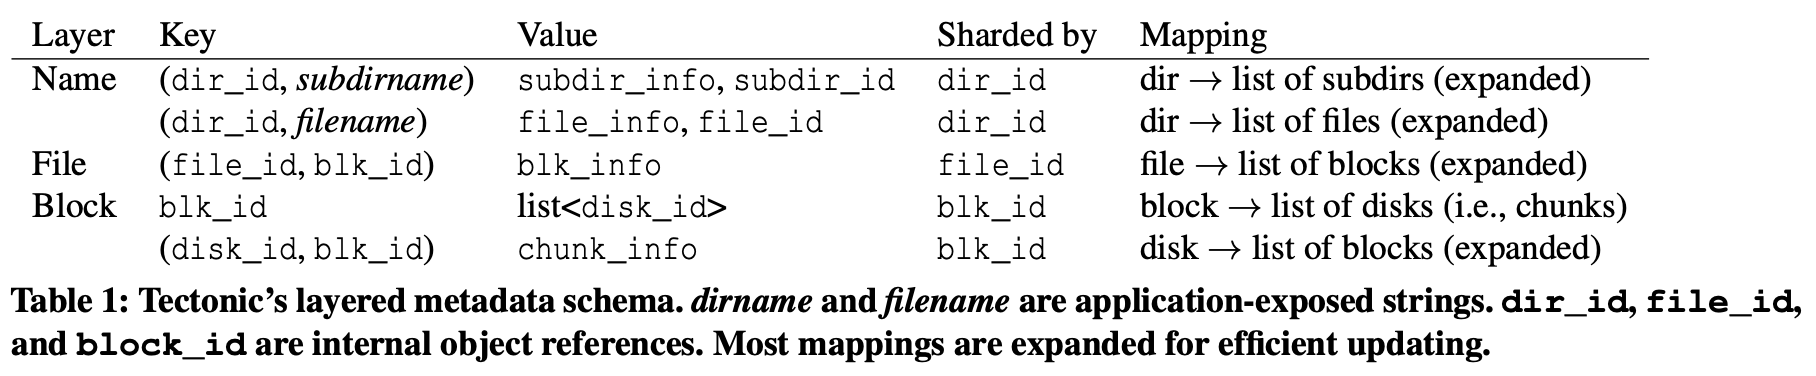 Layer Key Value Sharded by Mapping
Name (dir_id, subdirname) subdir_info, subdir_id dir_id dir → list of subdirs (expanded)
(dir_id, filename) file_info, file_id dir_id dir → list of files (expanded)
File (file_id, blk_id) blk_info file_id file → list of blocks (expanded)
Block blk_id list<disk_id> blk_id block → list of disks (i.e., chunks)
(disk_id, blk_id) chunk_info blk_id disk → list of blocks (expanded)
Table 1: Tectonic’s layered metadata schema. dirname and filename are application-exposed strings. dir_id, file_id,
and block_id are internal object references. Most mappings are expanded for efficient updating.